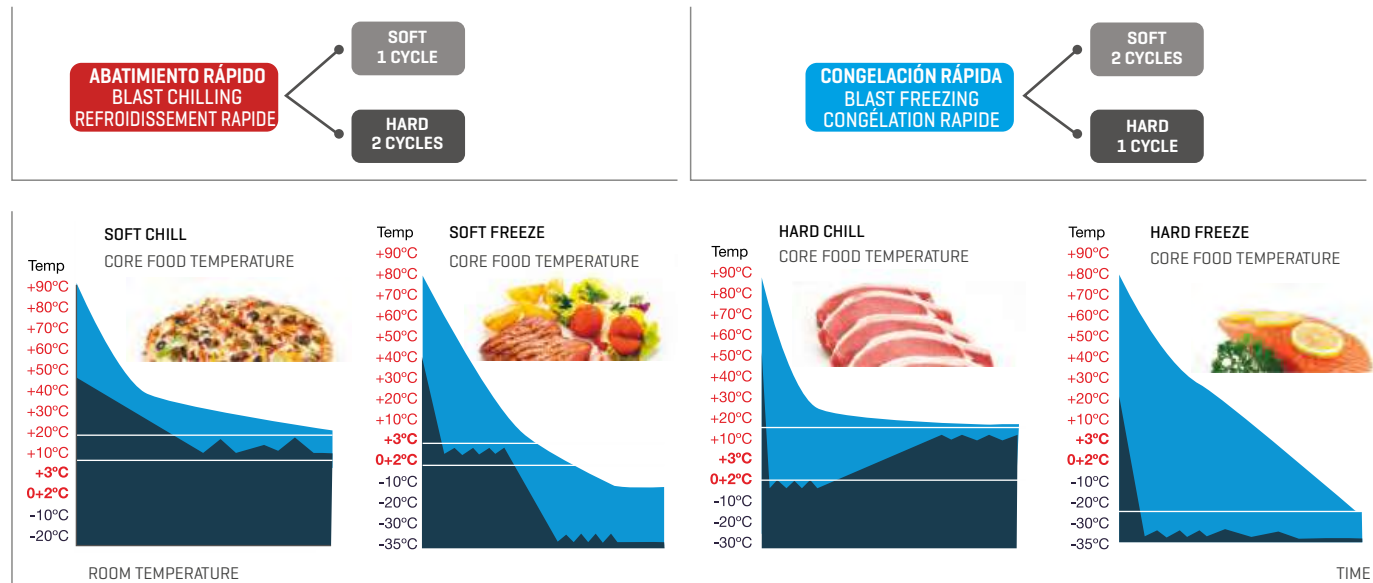 SOFT
1 CYCLE
ABATIMIENTO RÁPIDO
BLAST CHILLING
REFROIDISSEMENT RAPIDE
HARD
2 CYCLES
SOFT
2 CYCLES
CONGELACIÓN RÁPIDA
BLAST FREEZING
CONGÉLATION RAPIDE
HARD
1 CYCLE
SOFT CHILL
CORE FOOD TEMPERATURE
Temp
+90ºC
+80ºC
+70ºC
+60ºC
+50ºC
+40ºC
+30ºC
+20ºC
+10ºC
+3ºC
0+2ºC
-10ºC
-20ºC
SOFT FREEZE
CORE FOOD TEMPERATURE
Temp
+90ºC
+80ºC
+70ºC
+60ºC
+50ºC
+40ºC
+30ºC
+20ºC
+10ºC
+3ºC
0+2ºC
-10ºC
-20ºC
-30ºC
-35ºC
HARD CHILL
CORE FOOD TEMPERATURE
Temp
+90ºC
+80ºC
+70ºC
+60ºC
+50ºC
+40ºC
+30ºC
+20ºC
+10ºC
+3ºC
0+2ºC
-10ºC
-20ºC
-30ºC
HARD FREEZE
CORE FOOD TEMPERATURE
Temp
+90ºC
+80ºC
+70ºC
+60ºC
+50ºC
+40ºC
+30ºC
+20ºC
+10ºC
+3ºC
0+2ºC
-10ºC
-20ºC
-30ºC
-35ºC
ROOM TEMPERATURE
TIME